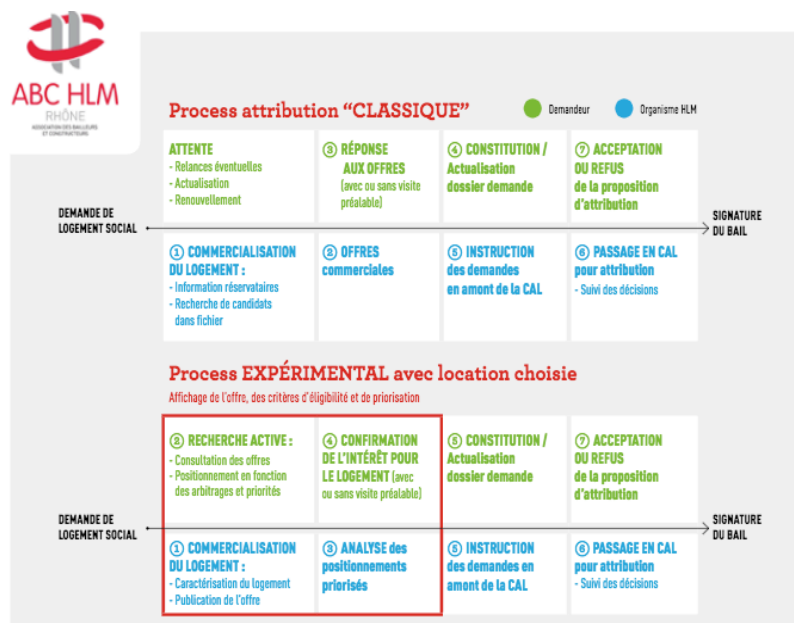 ABC HLM
RHÔNE
ASSOCIATION DES BAILLEURS
ET CONSTRUCTEURS
Process attribution “CLASSIQUE”
Demandeur
Organisme HLM
ATTENTE
- Relances éventuelles
- Actualisation
- Renouvellement
③ RÉPONSE
AUX OFFRES
(avec ou sans visite
préalable)
④ CONSTITUTION /
Actualisation
dossier demande
⑦ ACCEPTATION
OU REFUS
de la proposition
d'attribution
DEMANDE DE
LOGEMENT SOCIAL
SIGNATURE
DU BAIL
① COMMERCIALISATION
DU LOGEMENT :
- Information réservataires
- Recherche de candidats
dans fichier
② OFFRES
commerciales
⑤ INSTRUCTION
des demandes
en amont de la CAL
⑥ PASSAGE EN CAL
pour attribution
- Suivi des décisions
Process EXPÉRIMENTAL avec location choisie
Affichage de l'offre, des critères d'éligibilité et de priorisation
② RECHERCHE ACTIVE :
- Consultation des offres
- Positionnement en fonction
des arbitrages et priorités
④ CONFIRMATION
DE L'INTÉRÊT POUR
LE LOGEMENT (avec
ou sans visite préalable)
⑤ CONSTITUTION /
Actualisation
dossier demande
⑦ ACCEPTATION
OU REFUS
de la proposition
d'attribution
DEMANDE DE
LOGEMENT SOCIAL
SIGNATURE
DU BAIL
① COMMERCIALISATION
DU LOGEMENT :
- Caractérisation du logement
- Publication de l'offre
③ ANALYSE des
positionnements
priorisés
⑤ INSTRUCTION
des demandes en
amont de la CAL
⑥ PASSAGE EN CAL
pour attribution
- Suivi des décisions